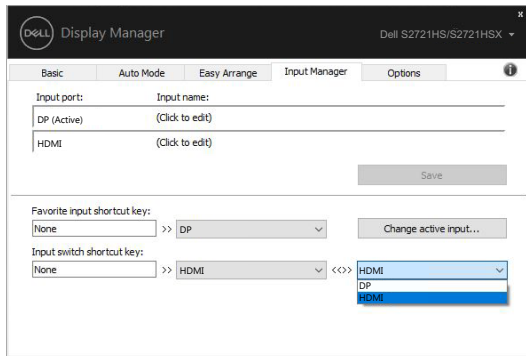 DELL Display Manager
Dell S2721HS/S2721HSX
x
Basic Auto Mode Easy Arrange Input Manager Options i
Input port: Input name:
DP (Active) (Click to edit)
HDMI (Click to edit)
Save
Favorite input shortcut key:
None >> DP Change active input...
Input switch shortcut key:
None >> HDMI <<>> HDMI
DP
HDMI